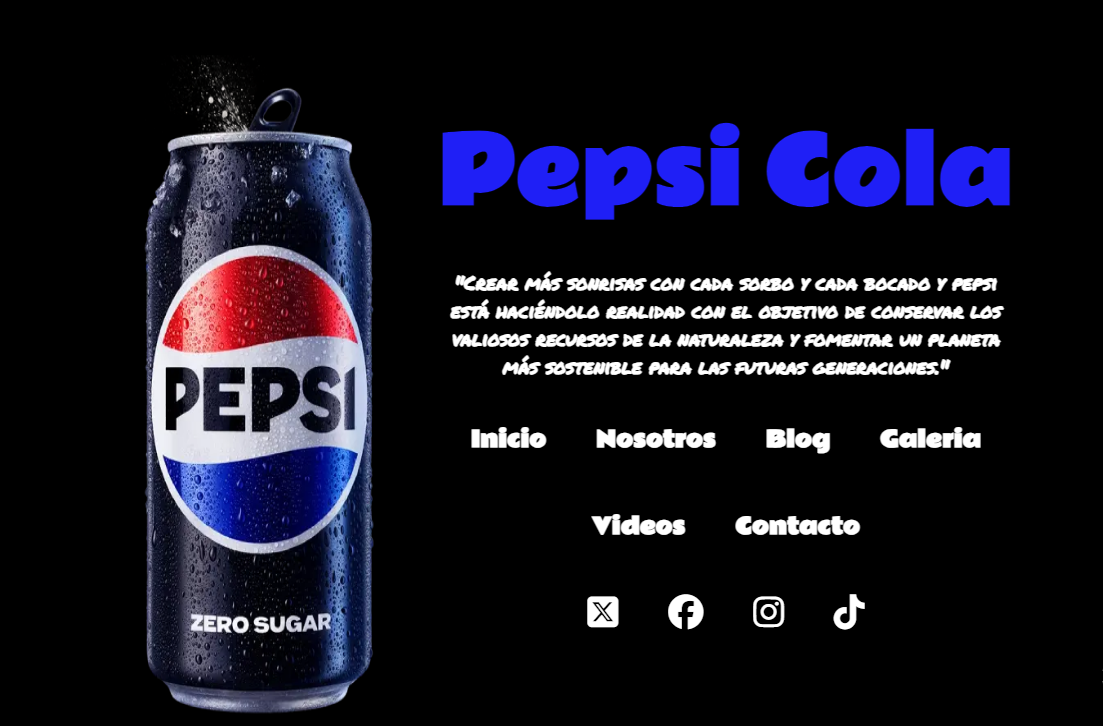 PEPSI
ZERO SUGAR
Pepsi Cola
"Crear más sonrisas con cada sorbo y cada bocado y pepsi
está haciéndolo realidad con el objetivo de conservar los
valiosos recursos de la naturaleza y fomentar un planeta
más sostenible para las futuras generaciones."
Inicio Nosotros Blog Galeria
Videos Contacto